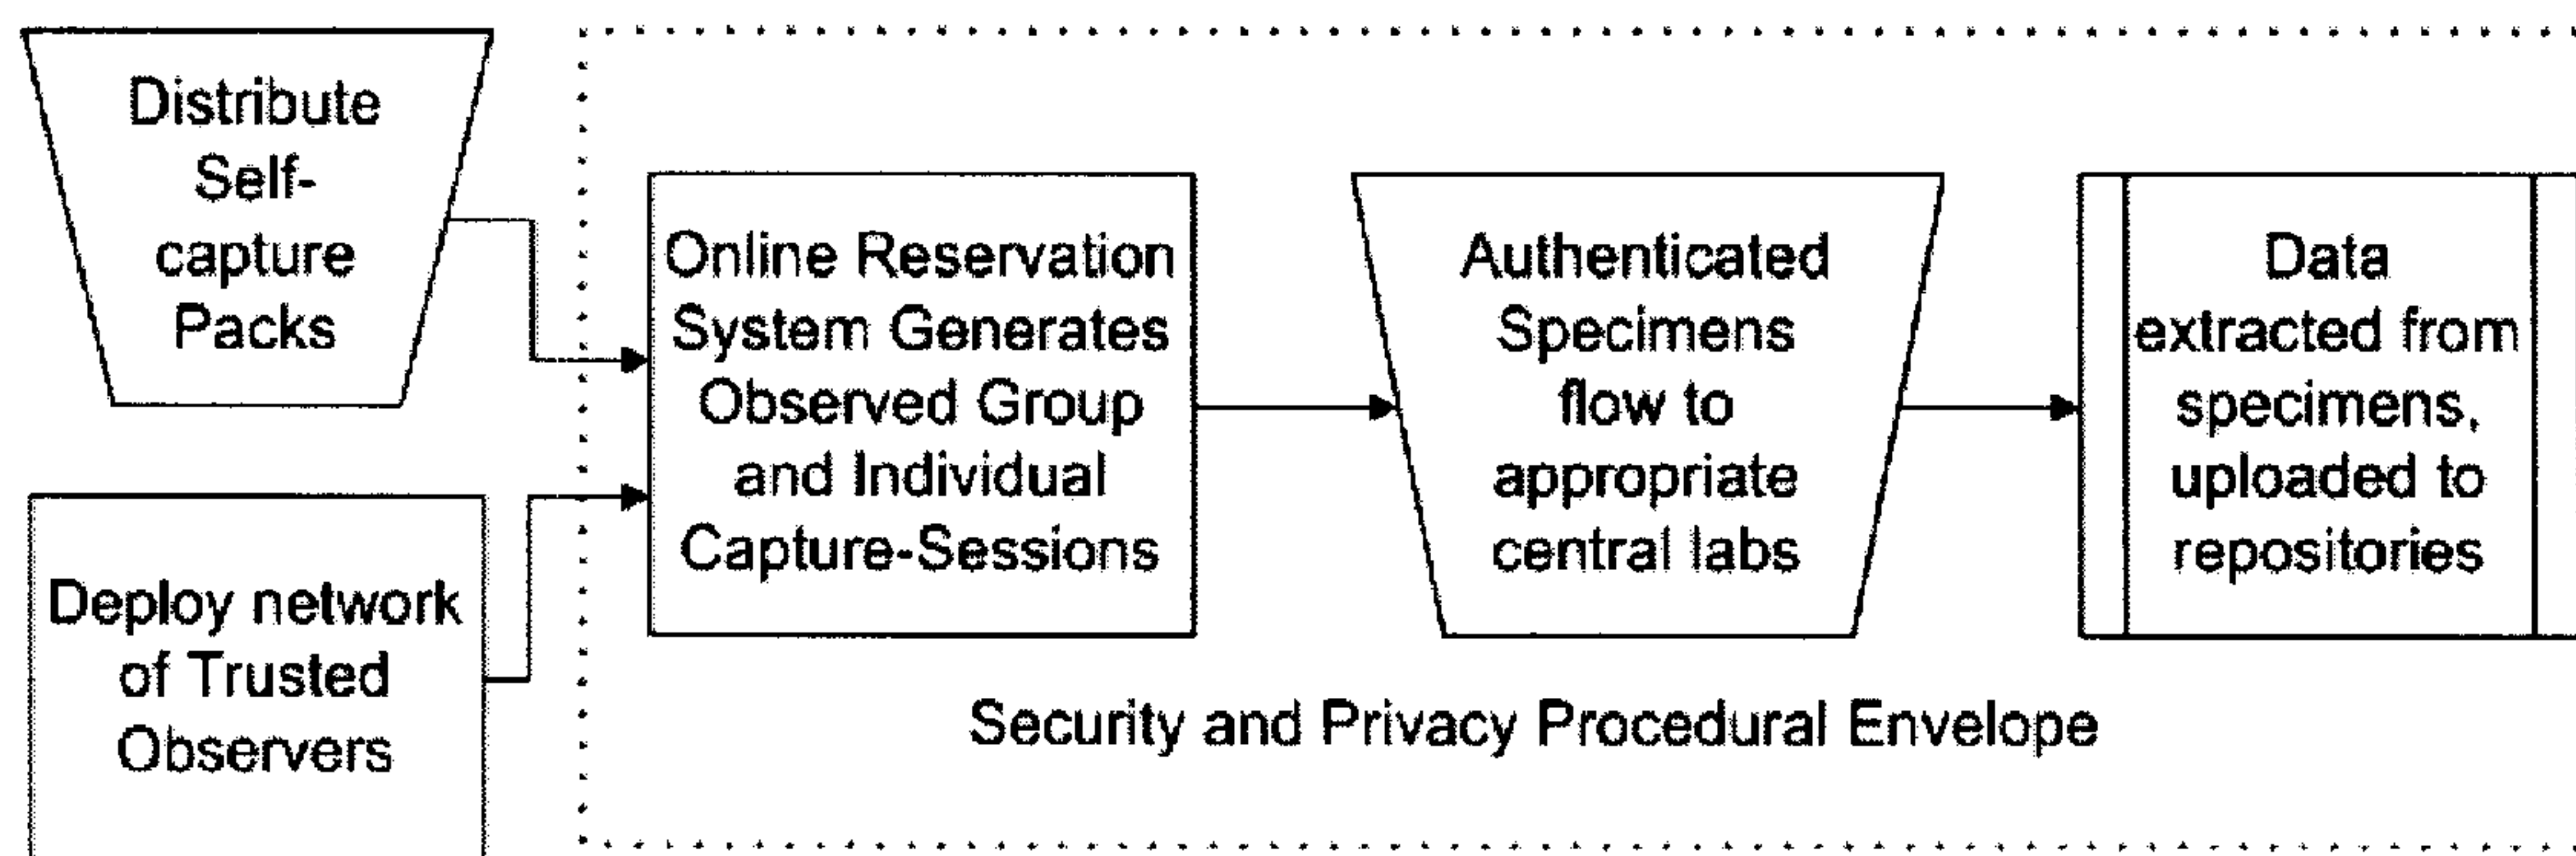 Distribute
Self-
capture
Packs
Deploy network
of Trusted
Observers
Online Reservation
System Generates
Observed Group
and Individual
Capture-Sessions
Authenticated
Specimens
flow to
appropriate
central labs
Data
extracted from
specimens,
uploaded to
repositories
Security and Privacy Procedural Envelope